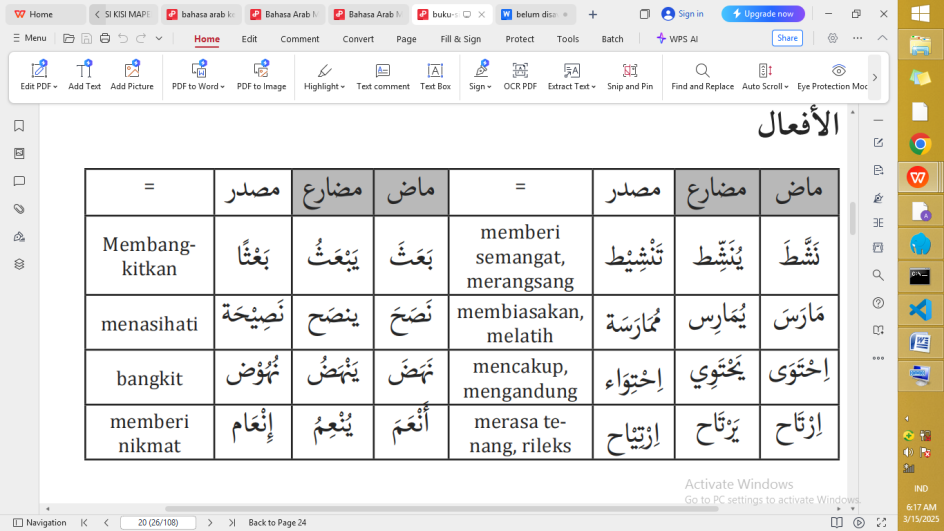 Home
SI KISI MAPE
bahasa arab ke
Bahasa Arab M
Bahasa Arab M
buku-s
belum disa
Sign in
Upgrade now
Menu
Home
Edit
Comment
Convert
Page
Fill & Sign
Protect
Tools
Batch
WPS AI
Share
Edit PDF
Add Text
Add Picture
PDF to Word
PDF to Image
Highlight
Text comment
Text Box
Sign
OCR PDF
Extract Text
Snip and Pin
Find and Replace
Auto Scroll
Eye Protection Mod
الأفعال
ماض مضارع مصدر = ماض مضارع مصدر =
نَشَّطَ يُنَشِّط تَنْشِيْط memberi semangat, merangsang بَعَثَ يَبْعَثُ بَعْثًا Membang-kitkan
مَارَسَ يُمَارِس مُمَارَسَة membiasakan, melatih نَصَحَ ينصَح نَصِيْحَة menasihati
اِحْتَوَى يَحْتَوِي اِحْتِوَاء mencakup, mengandung نَهَضَ يَنْهَضُ نُهُوْض bangkit
اِرْتَاح يَرْتَاح اِرْتِيَاح merasa te-nang, rileks أَنْعَمَ يُنْعِمُ إِنْعَام memberi nikmat
Activate Windows
Go to PC settings to activate Windows.
Navigation
20 (26/108)
Back to Page 24
IND
6:17 AM
3/15/2025